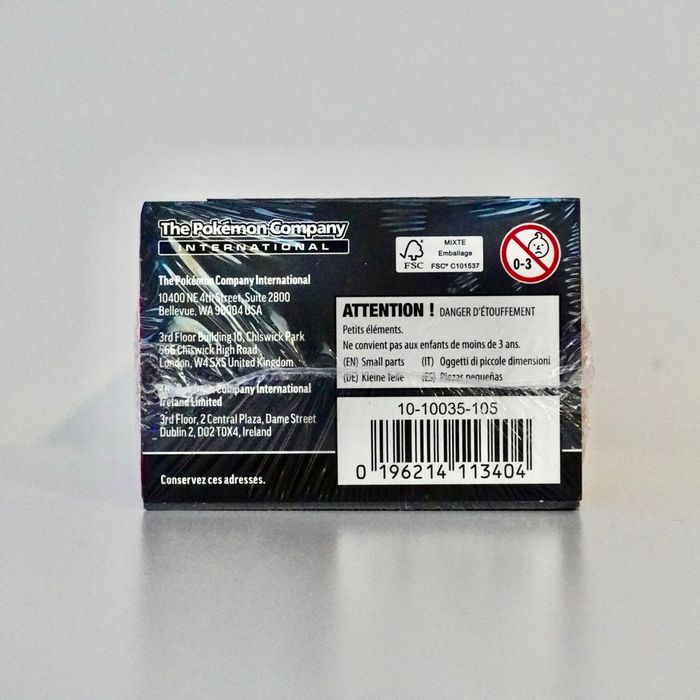 The Pokémon Company
INTERNATIONAL
The Pokémon Company International
10400 NE 4th Street, Suite 2800
Bellevue, WA 98004 USA
3rd Floor Building 10, Chiswick Park
566 Chiswick High Road
London, W4 5XS United Kingdom
Pokémon Company International
Ireland Limited
3rd Floor, 2 Central Plaza, Dame Street
Dublin 2, D02 T0X4, Ireland
Conservez ces adresses.
FSC
MIXTE
Emballage
FSC® C101537
0-3
ATTENTION ! DANGER D'ÉTOUFFEMENT
Petits éléments.
Ne convient pas aux enfants de moins de 3 ans.
(EN) Small parts (IT) Oggetti di piccole dimensioni
(DE) Kleine Teile (ES) Piezas pequeñas
10-10035-105
0 196214 113404